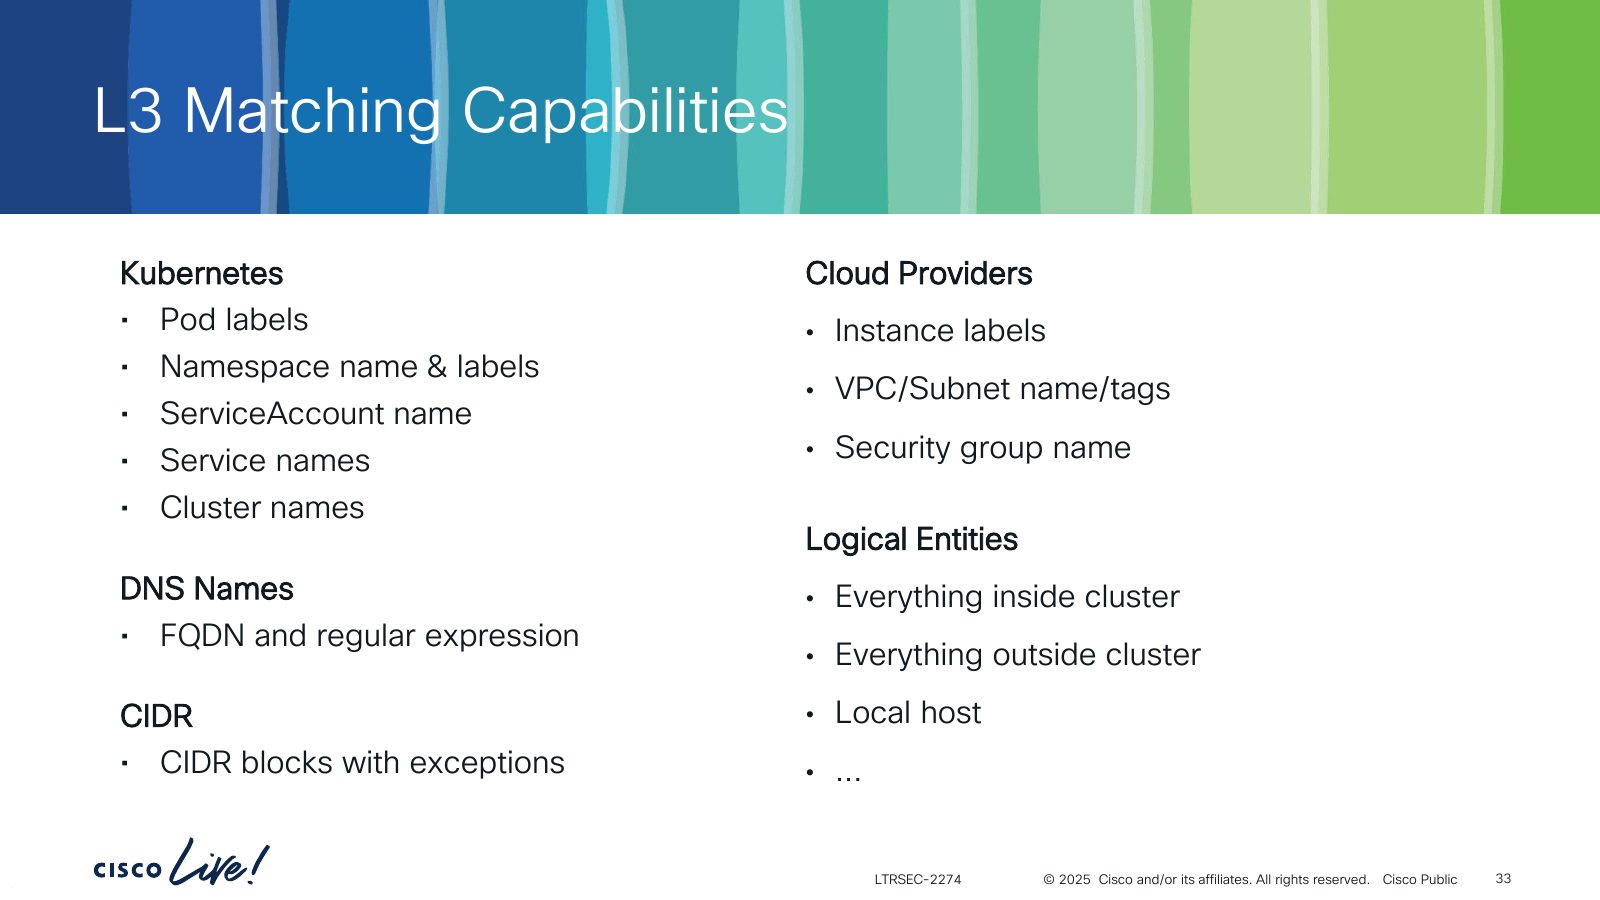 L3 Matching Capabilities
Kubernetes
▪ Pod labels
▪ Namespace name & labels
▪ ServiceAccount name
▪ Service names
▪ Cluster names
DNS Names
▪ FQDN and regular expression
CIDR
▪ CIDR blocks with exceptions
Cloud Providers
• Instance labels
• VPC/Subnet name/tags
• Security group name
Logical Entities
• Everything inside cluster
• Everything outside cluster
• Local host
• ...
CISCO Live!
LTRSEC-2274
© 2025 Cisco and/or its affiliates. All rights reserved. Cisco Public
33